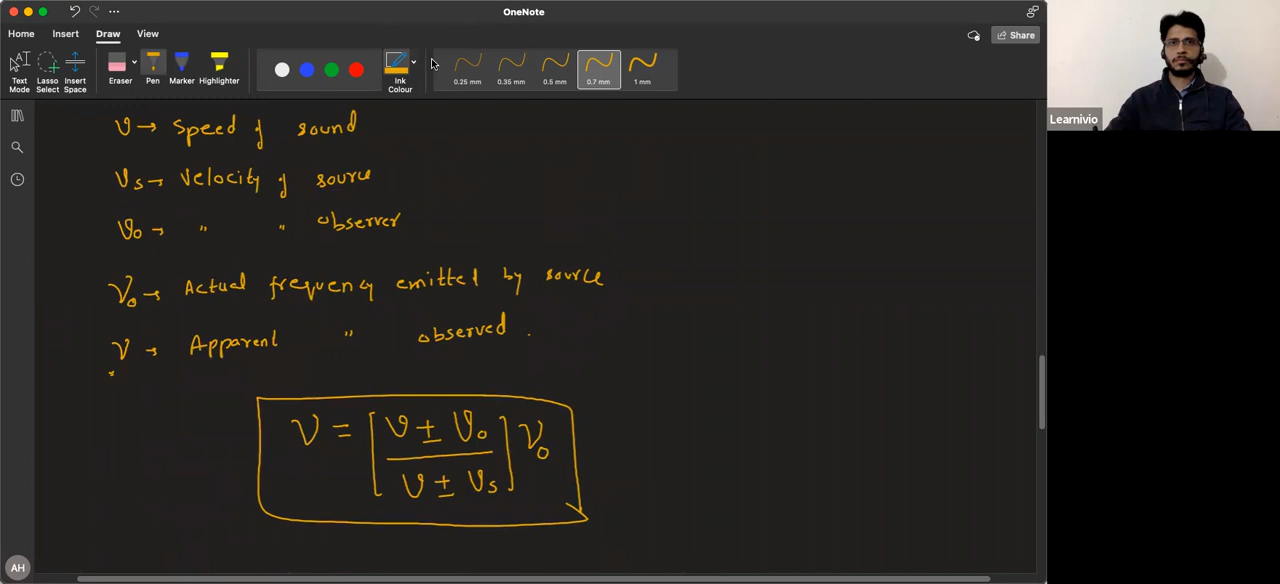 OneNote
Home Insert Draw View
Share
Text Mode
Lasso Select
Insert Space
Eraser
Pen
Marker
Highlighter
Ink Colour
0.25 mm
0.35 mm
0.5 mm
0.7 mm
1 mm
Learnivio
v → Speed of sound
vs → Velocity of source
vo → " " observer
ν₀ → Actual frequency emitted by source
ν → Apparent " observed .
ν = [ v ± vo / v ± vs ] ν₀
AH